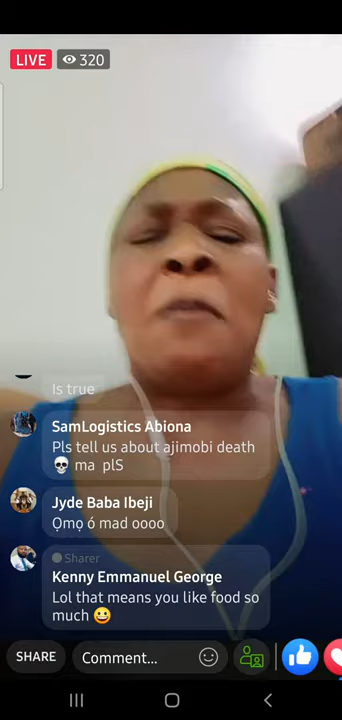 LIVE 320
Is true
SamLogistics Abiona
Pls tell us about ajimobi death
💀 ma plS
Jyde Baba Ibeji
Ọmọ ó mad oooo
Sharer
Kenny Emmanuel George
Lol that means you like food so
much 😀
SHARE Comment...